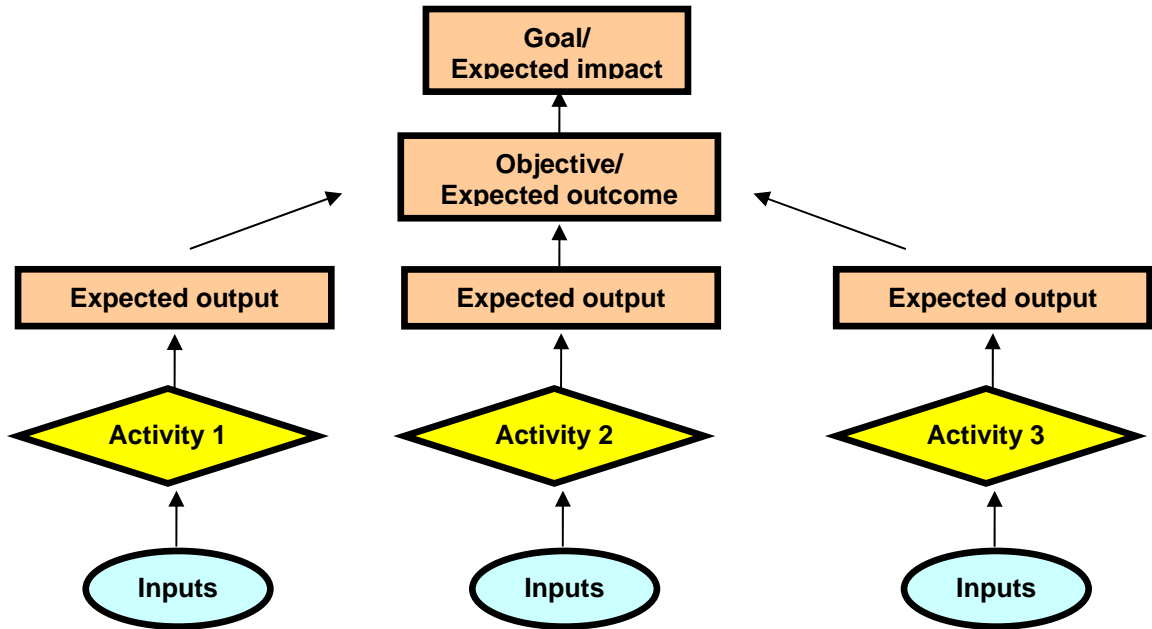 Goal/
Expected impact
Objective/
Expected outcome
Expected output
Expected output
Expected output
Activity 1
Activity 2
Activity 3
Inputs
Inputs
Inputs